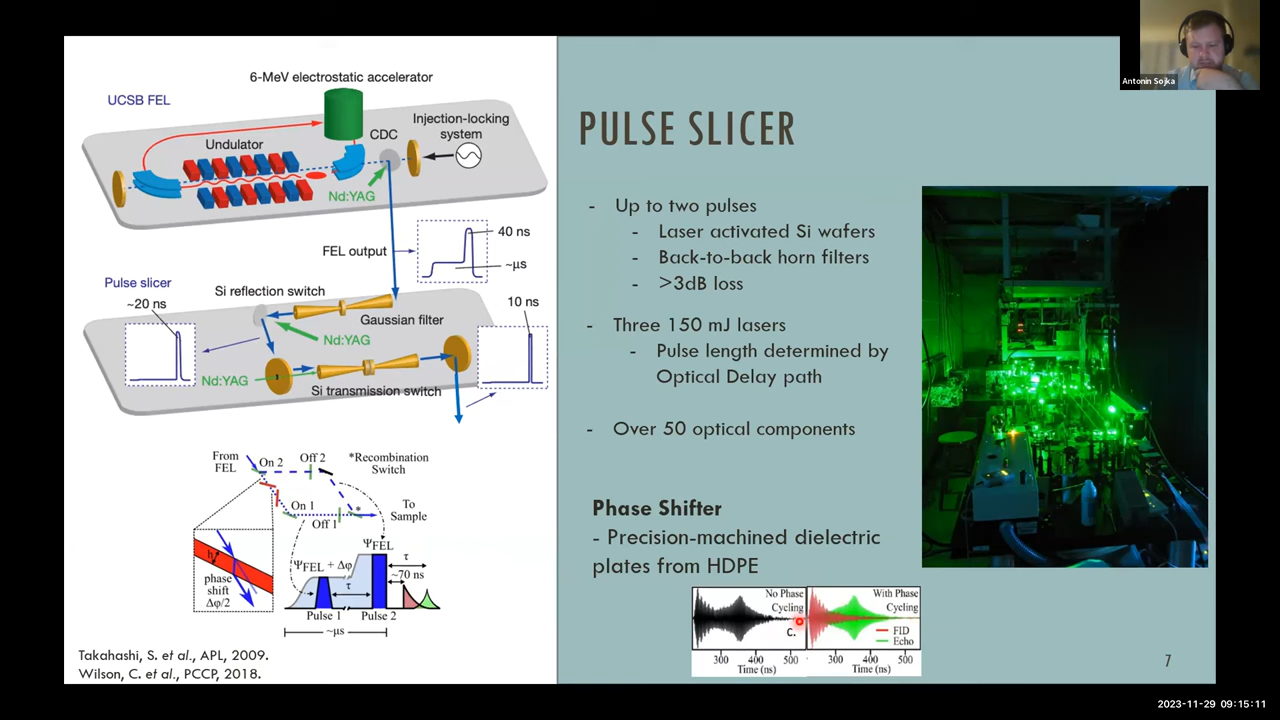 Antonin Sojka
6-MeV electrostatic accelerator
UCSB FEL
Injection-locking
system
CDC
Undulator
Nd:YAG
40 ns
FEL output
~μs
Pulse slicer
Si reflection switch
~20 ns
10 ns
Gaussian filter
Nd:YAG
Nd:YAG
Si transmission switch
From
FEL
On 2
Off 2
*Recombination
Switch
On 1
Off 1
*
To
Sample
h
phase
shift
Δφ/2
ΨFEL
ΨFEL + Δφ
τ
τ
~70 ns
Pulse 1
Pulse 2
~μs
Takahashi, S. et al., APL, 2009.
Wilson, C. et al., PCCP, 2018.
PULSE SLICER
- Up to two pulses
- Laser activated Si wafers
- Back-to-back horn filters
- >3dB loss
- Three 150 mJ lasers
- Pulse length determined by
Optical Delay path
- Over 50 optical components
Phase Shifter
- Precision-machined dielectric
plates from HDPE
No Phase
Cycling
C.
300 400 500
Time (ns)
With Phase
Cycling
FID
Echo
300 400 500
Time (ns)
7
2023-11-29 09:15:11